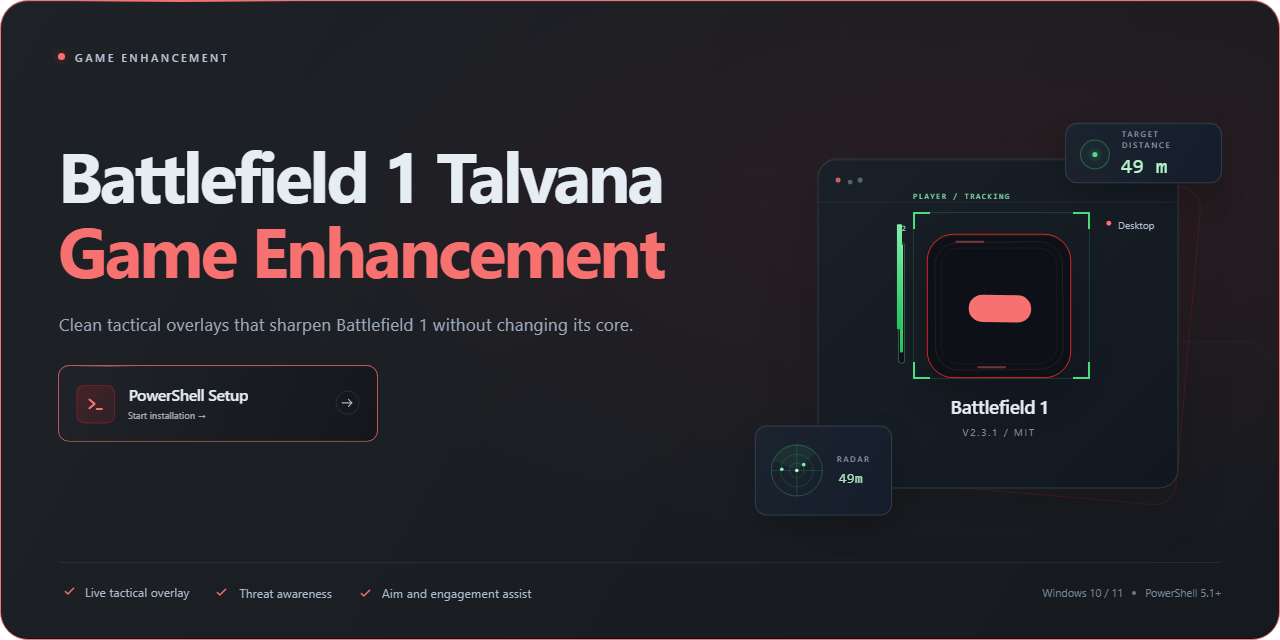 GAME ENHANCEMENT
Battlefield 1 Talvana
Game Enhancement
Clean tactical overlays that sharpen Battlefield 1 without changing its core.
PowerShell Setup
Start installation →
TARGET
DISTANCE
49 m
PLAYER / TRACKING
Desktop
Battlefield 1
V2.3.1 / MIT
RADAR
49m
Live tactical overlay
Threat awareness
Aim and engagement assist
Windows 10 / 11 • PowerShell 5.1+